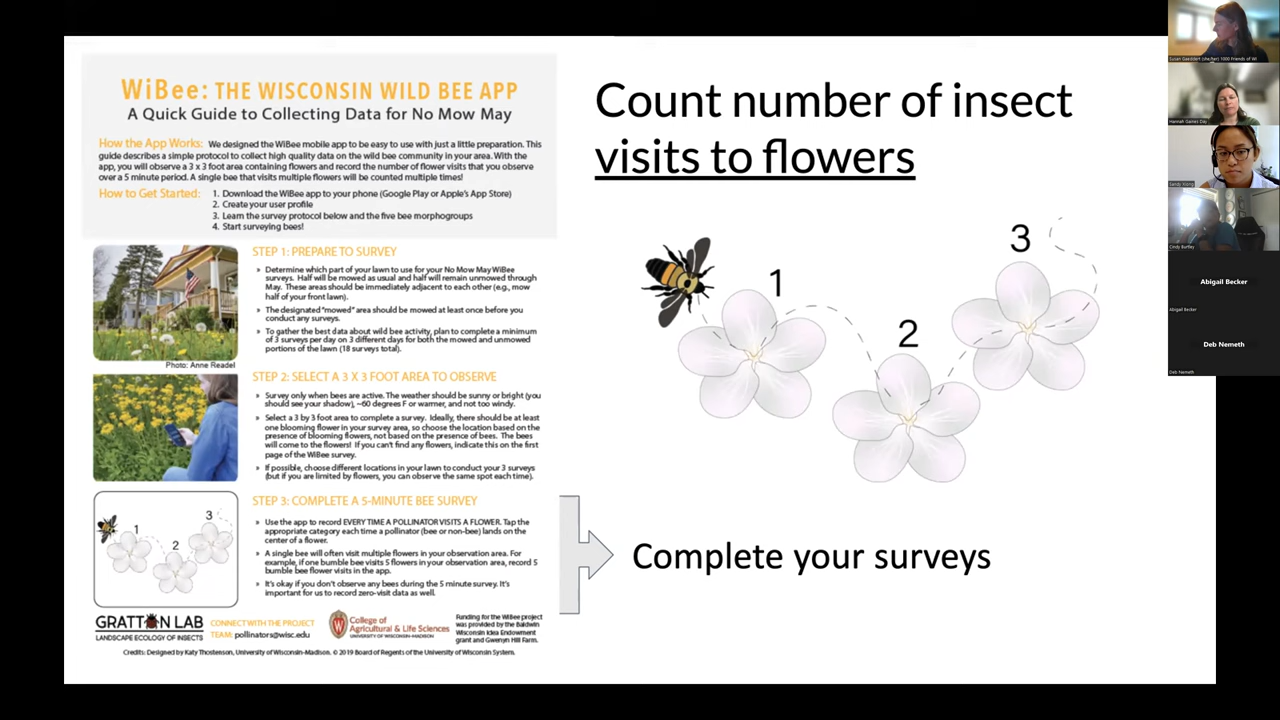 WiBee: THE WISCONSIN WILD BEE APP
A Quick Guide to Collecting Data for No Mow May
How the App Works: We designed the WiBee mobile app to be easy to use with just a little preparation. This
guide describes a simple protocol to collect high quality data on the wild bee community in your area. With the
app, you will observe a 3 x 3 foot area containing flowers and record the number of flower visits that you observe
over a 5 minute period. A single bee that visits multiple flowers will be counted multiple times!
How to Get Started: 1. Download the WiBee app to your phone (Google Play or Apple's App Store)
2. Create your user profile
3. Learn the survey protocol below and the five bee morphogroups
4. Start surveying bees!
STEP 1: PREPARE TO SURVEY
» Determine which part of your lawn to use for your No Mow May WiBee
surveys. Half will be mowed as usual and half will remain unmowed through
May. These areas should be immediately adjacent to each other (e.g., mow
half of your front lawn).
» The designated "mowed" area should be mowed at least once before you
conduct any surveys.
» To gather the best data about wild bee activity, plan to complete a minimum
of 3 surveys per day on 3 different days for both the mowed and unmowed
portions of the lawn (18 surveys total).
Photo: Anne Readel
STEP 2: SELECT A 3 X 3 FOOT AREA TO OBSERVE
» Survey only when bees are active. The weather should be sunny or bright (you
should see your shadow), ~60 degrees F or warmer, and not too windy.
» Select a 3 by 3 foot area to complete a survey. Ideally, there should be at least
one blooming flower in your survey area, so choose the location based on the
presence of blooming flowers, not based on the presence of bees. The bees
will come to the flowers! If you can't find any flowers, indicate this on the first
page of the WiBee survey.
» If possible, choose different locations in your lawn to conduct your 3 surveys
(but if you are limited by flowers, you can observe the same spot each time).
STEP 3: COMPLETE A 5-MINUTE BEE SURVEY
» Use the app to record EVERY TIME A POLLINATOR VISITS A FLOWER. Tap the
appropriate category each time a pollinator (bee or non-bee) lands on the
center of a flower.
» A single bee will often visit multiple flowers in your observation area. For
example, if one bumble bee visits 5 flowers in your observation area, record 5
bumble bee flower visits in the app.
» It's okay if you don't observe any bees during the 5 minute survey. It's
important for us to record zero-visit data as well.
1
2
3
GRATTON LAB
LANDSCAPE ECOLOGY OF INSECTS
CONNECT WITH THE PROJECT
TEAM: pollinators@wisc.edu
College of
Agricultural & Life Sciences
UNIVERSITY OF WISCONSIN-MADISON
Funding for the WiBee project
was provided by the Baldwin
Wisconsin Idea Endowment
grant and Gwenyn Hill Farm.
Credits: Designed by Katy Thostenson, University of Wisconsin-Madison. © 2019 Board of Regents of the University of Wisconsin System.
Count number of insect
visits to flowers
1
2
3
Complete your surveys
Susan Gaeddert (she/her) 1000 Friends of WI
Hannah Gaines Day
Cindy Burtley
Abigail Becker
Abigail Becker
Deb Nemeth
Deb Nemeth